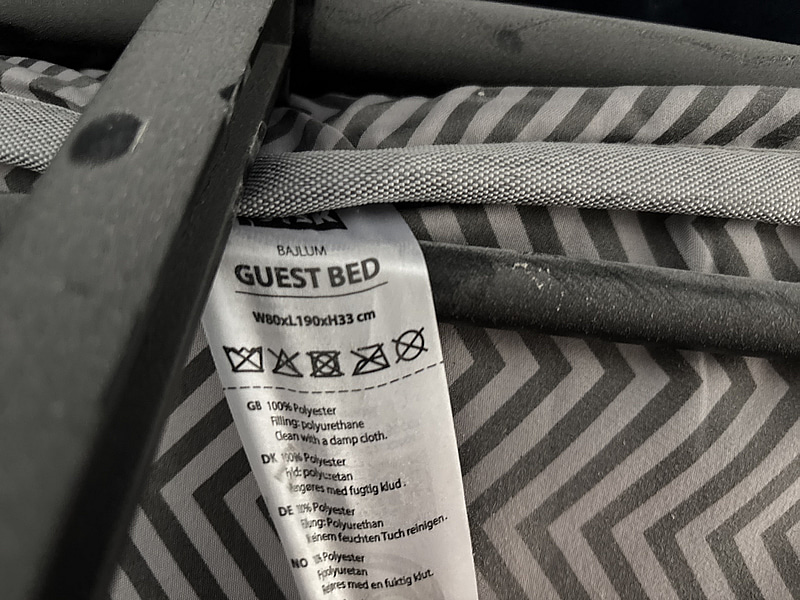 BAJLUM
GUEST BED
W80xL190xH33 cm
GB 100% Polyester
Filling: polyurethane
Clean with a damp cloth.
DK 100% Polyester
polyuretan
med fugtig klud.
DE 100% Polyester
Polyurethan
feuchten Tuch reinigen.
NO Polyester
med en fuktig klut.